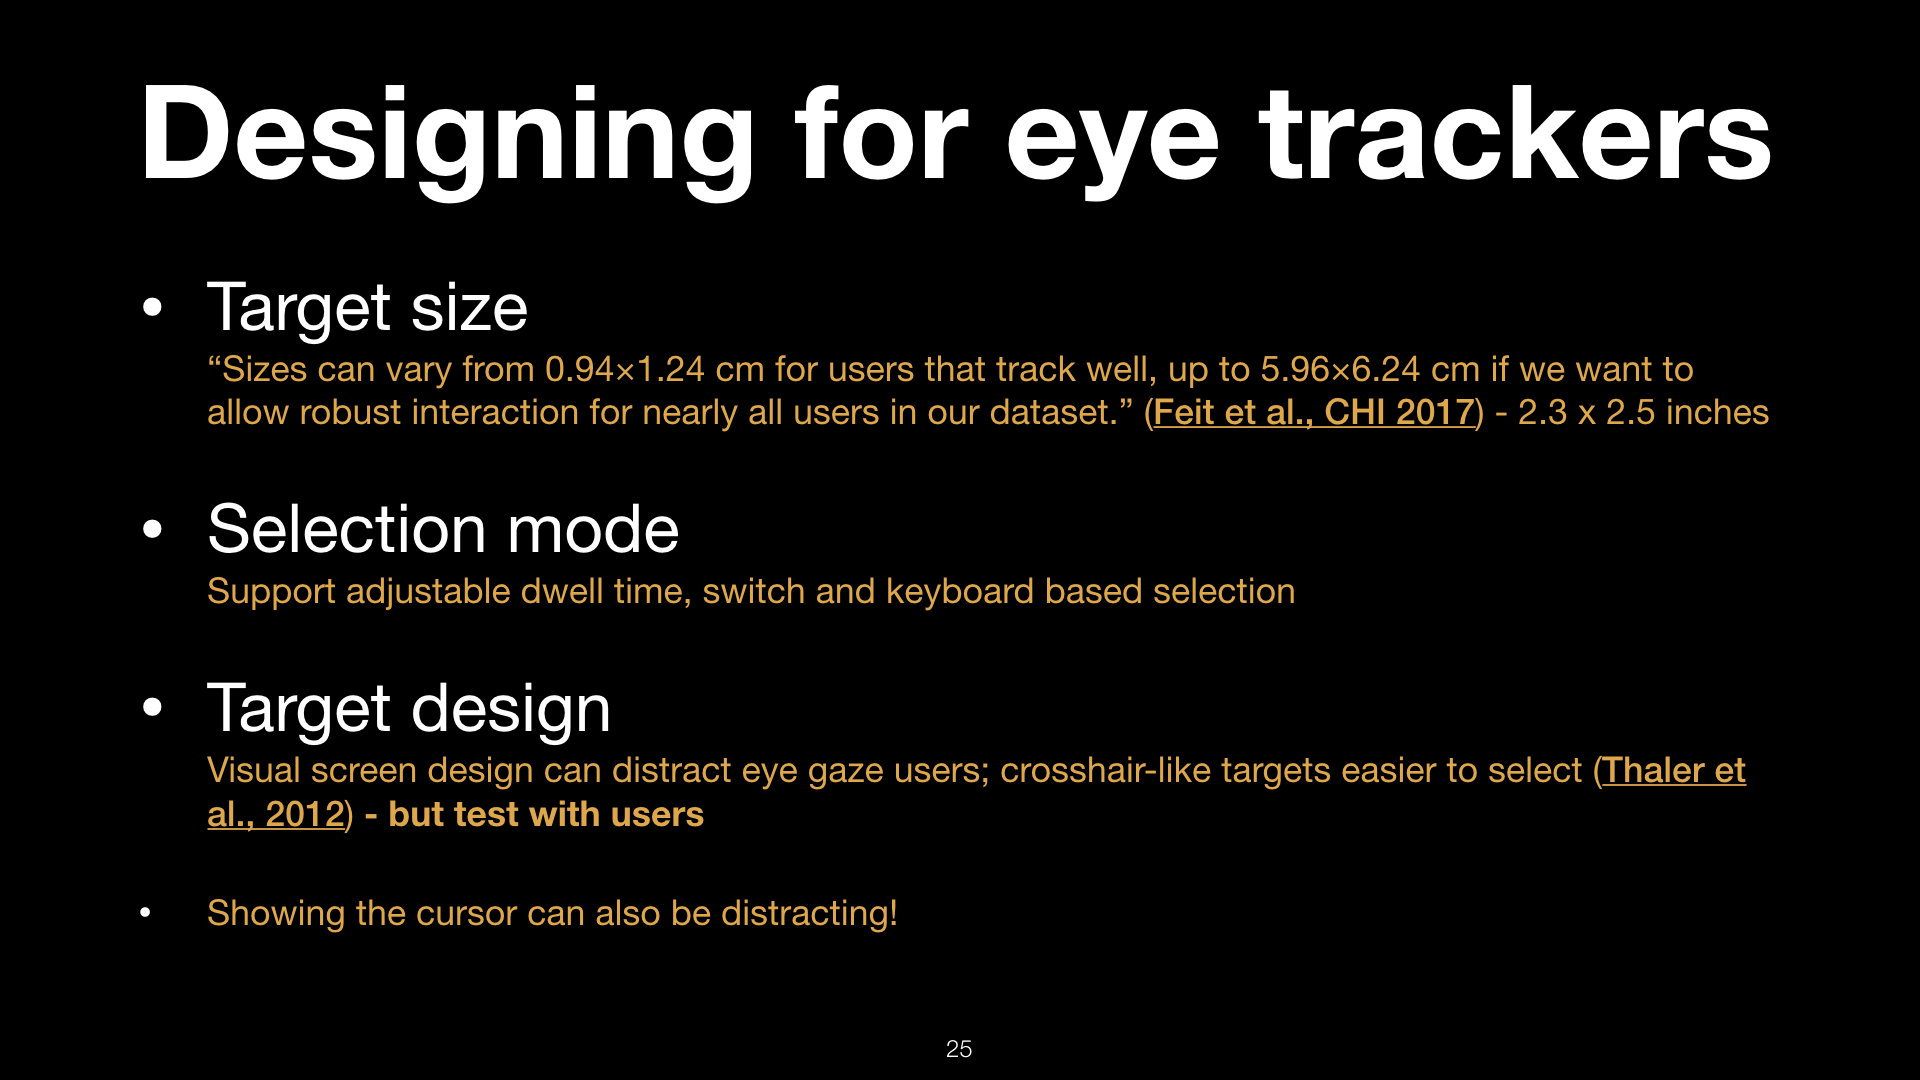 Designing for eye trackers
• Target size
“Sizes can vary from 0.94×1.24 cm for users that track well, up to 5.96×6.24 cm if we want to
allow robust interaction for nearly all users in our dataset.” (Feit et al., CHI 2017) - 2.3 x 2.5 inches
• Selection mode
Support adjustable dwell time, switch and keyboard based selection
• Target design
Visual screen design can distract eye gaze users; crosshair-like targets easier to select (Thaler et
al., 2012) - but test with users
• Showing the cursor can also be distracting!
25